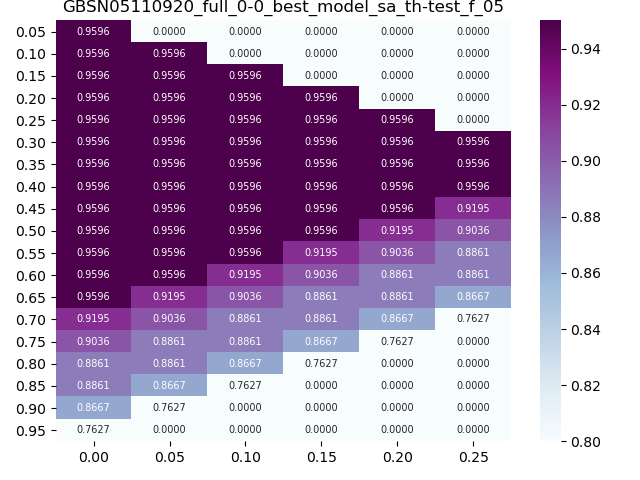 GBSN05110920_full_0-0_best_model_sa_th-test_f_05
0.05 0.9596 0.0000 0.0000 0.0000 0.0000 0.0000
0.10 0.9596 0.9596 0.0000 0.0000 0.0000 0.0000
0.15 0.9596 0.9596 0.9596 0.0000 0.0000 0.0000
0.20 0.9596 0.9596 0.9596 0.9596 0.0000 0.0000
0.25 0.9596 0.9596 0.9596 0.9596 0.9596 0.0000
0.30 0.9596 0.9596 0.9596 0.9596 0.9596 0.9596
0.35 0.9596 0.9596 0.9596 0.9596 0.9596 0.9596
0.40 0.9596 0.9596 0.9596 0.9596 0.9596 0.9596
0.45 0.9596 0.9596 0.9596 0.9596 0.9596 0.9195
0.50 0.9596 0.9596 0.9596 0.9596 0.9195 0.9036
0.55 0.9596 0.9596 0.9596 0.9195 0.9036 0.8861
0.60 0.9596 0.9596 0.9195 0.9036 0.8861 0.8861
0.65 0.9596 0.9195 0.9036 0.8861 0.8861 0.8667
0.70 0.9195 0.9036 0.8861 0.8861 0.8667 0.7627
0.75 0.9036 0.8861 0.8861 0.8667 0.7627 0.0000
0.80 0.8861 0.8861 0.8667 0.7627 0.0000 0.0000
0.85 0.8861 0.8667 0.7627 0.0000 0.0000 0.0000
0.90 0.8667 0.7627 0.0000 0.0000 0.0000 0.0000
0.95 0.7627 0.0000 0.0000 0.0000 0.0000 0.0000
0.00 0.05 0.10 0.15 0.20 0.25
0.94
0.92
0.90
0.88
0.86
0.84
0.82
0.80